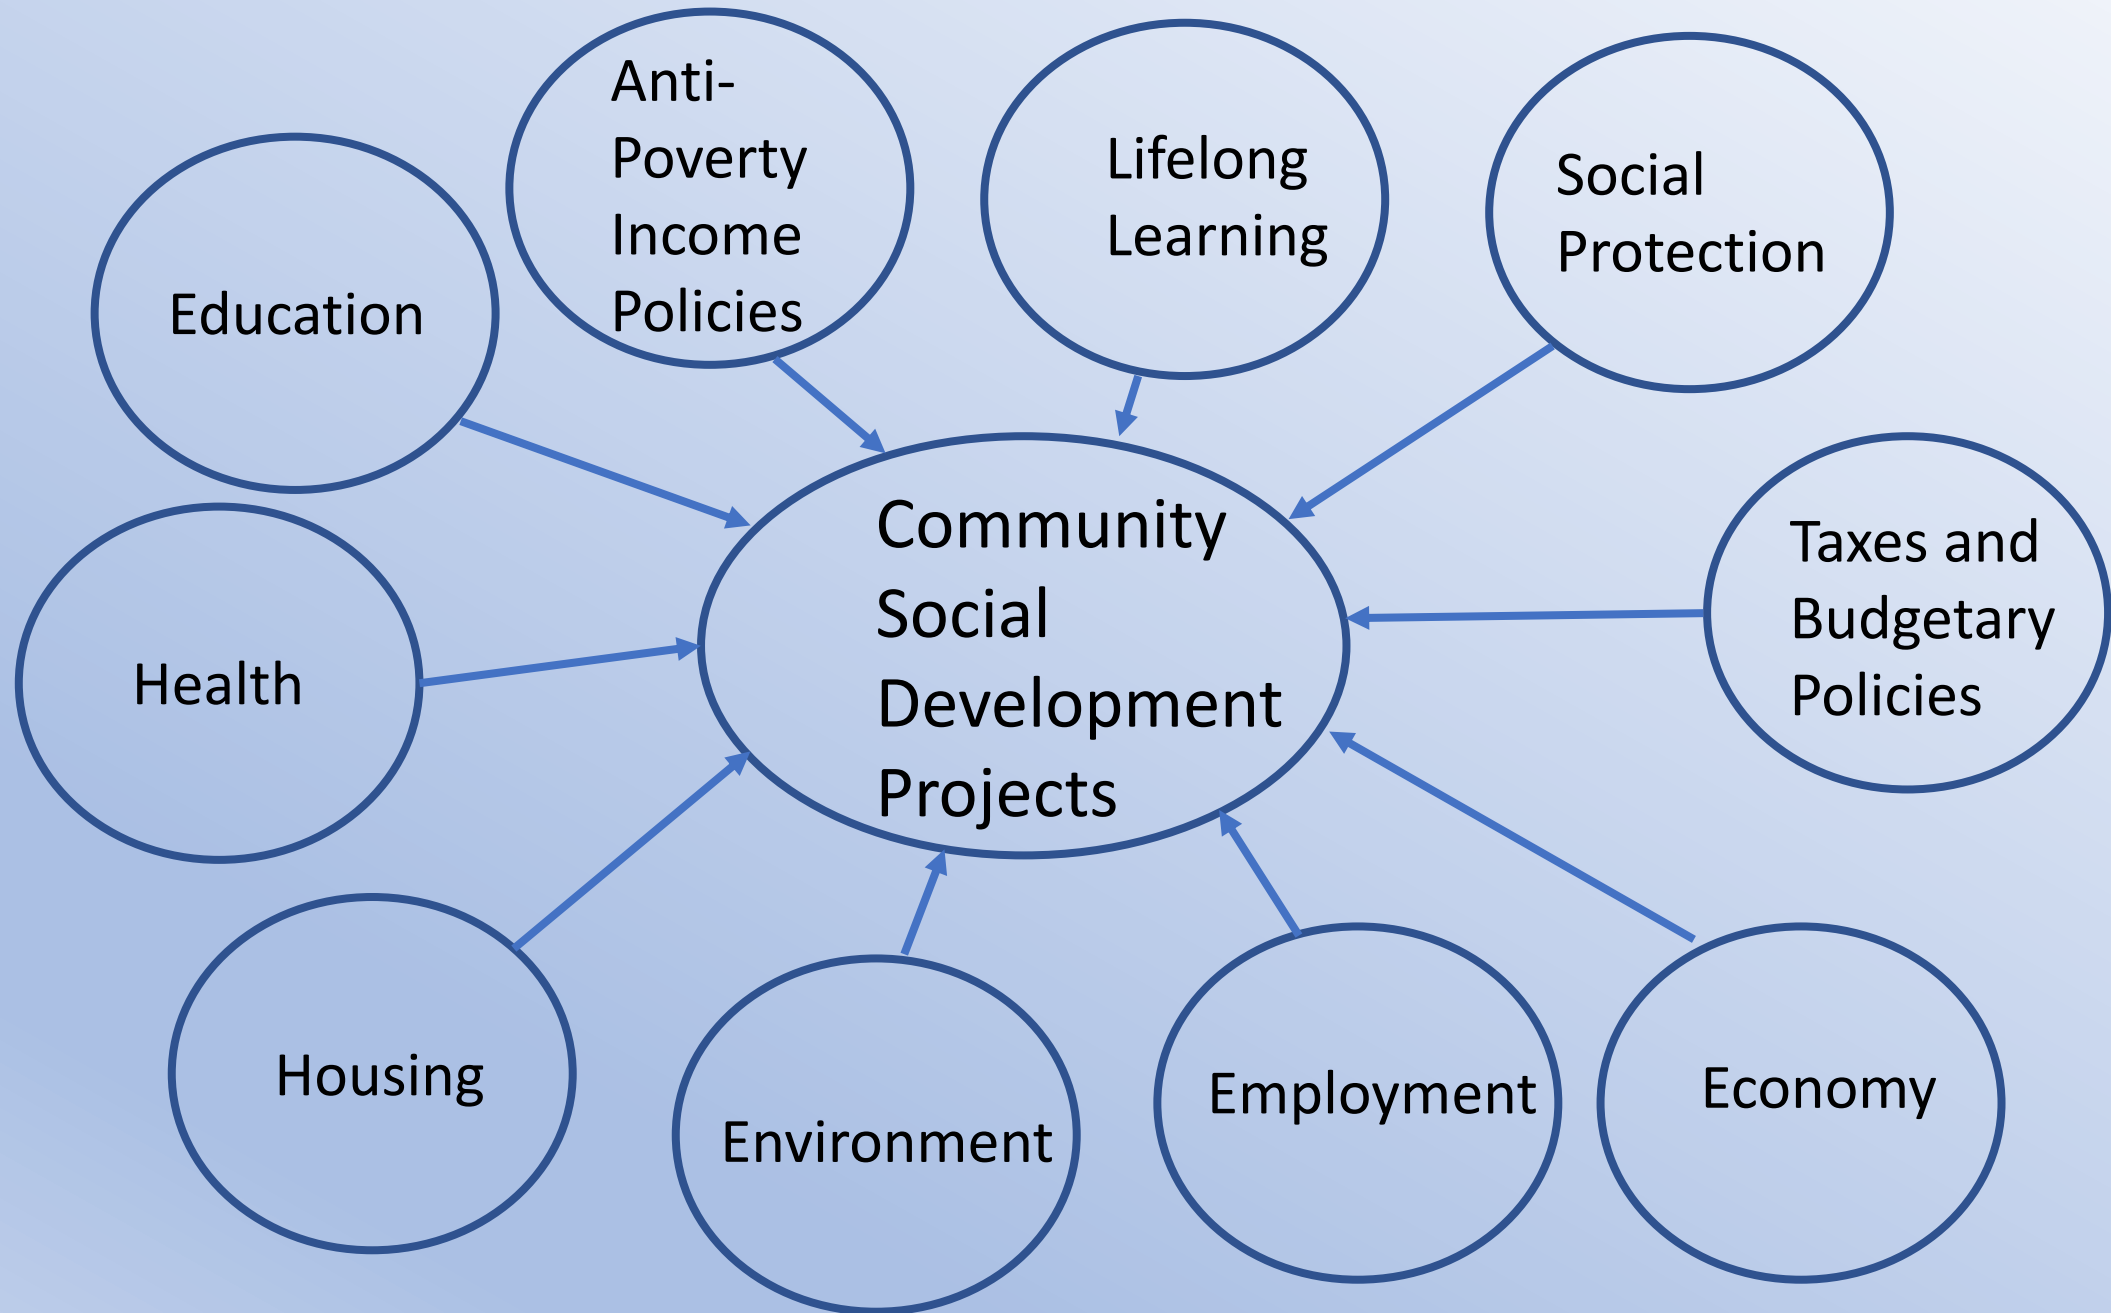 Anti-
Poverty
Income
Policies
Lifelong
Learning
Social
Protection
Education
Community
Social
Development
Projects
Taxes and
Budgetary
Policies
Health
Housing
Environment
Employment
Economy